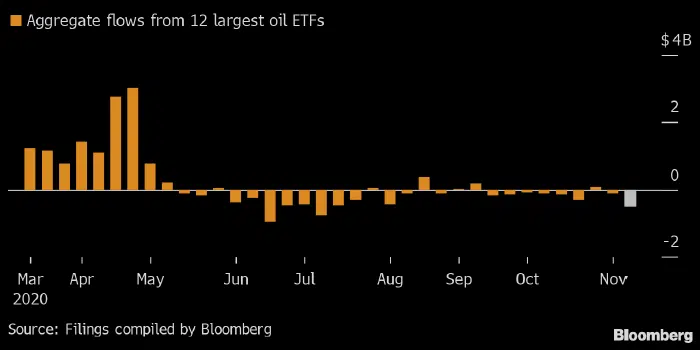 Aggregate flows from 12 largest oil ETFs
$4B
2
0
-2
Mar Apr May Jun Jul Aug Sep Oct Nov
2020
Source: Filings compiled by Bloomberg
Bloomberg